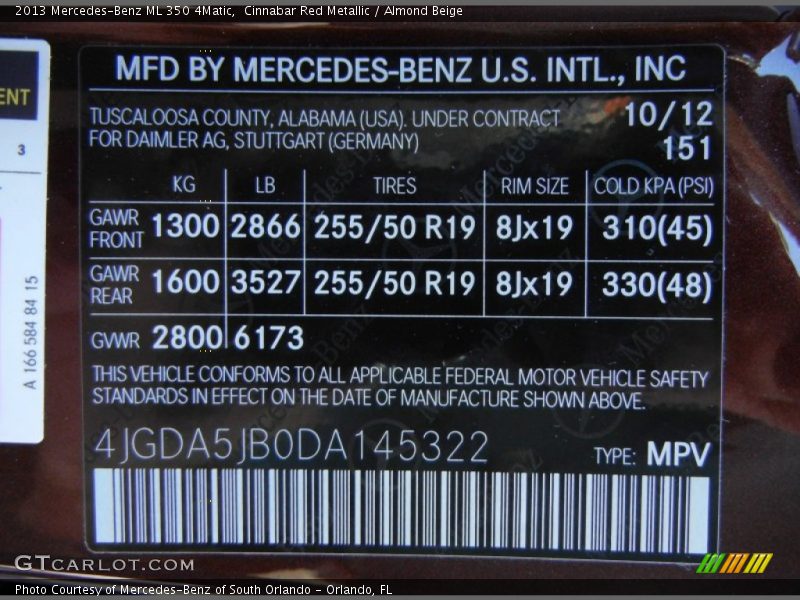 2013 Mercedes-Benz ML 350 4Matic, Cinnabar Red Metallic / Almond Beige
ENT
3
A 166 584 84 15
MFD BY MERCEDES-BENZ U.S. INTL., INC
TUSCALOOSA COUNTY, ALABAMA (USA). UNDER CONTRACT 10/12
FOR DAIMLER AG, STUTTGART (GERMANY) 151
KG LB TIRES RIM SIZE COLD KPA (PSI)
GAWR FRONT 1300 2866 255/50 R19 8Jx19 310(45)
GAWR REAR 1600 3527 255/50 R19 8Jx19 330(48)
GVWR 2800 6173
THIS VEHICLE CONFORMS TO ALL APPLICABLE FEDERAL MOTOR VEHICLE SAFETY
STANDARDS IN EFFECT ON THE DATE OF MANUFACTURE SHOWN ABOVE.
4JGDA5JB0DA145322 TYPE: MPV
GTCARLOT.COM
Photo Courtesy of Mercedes-Benz of South Orlando - Orlando, FL